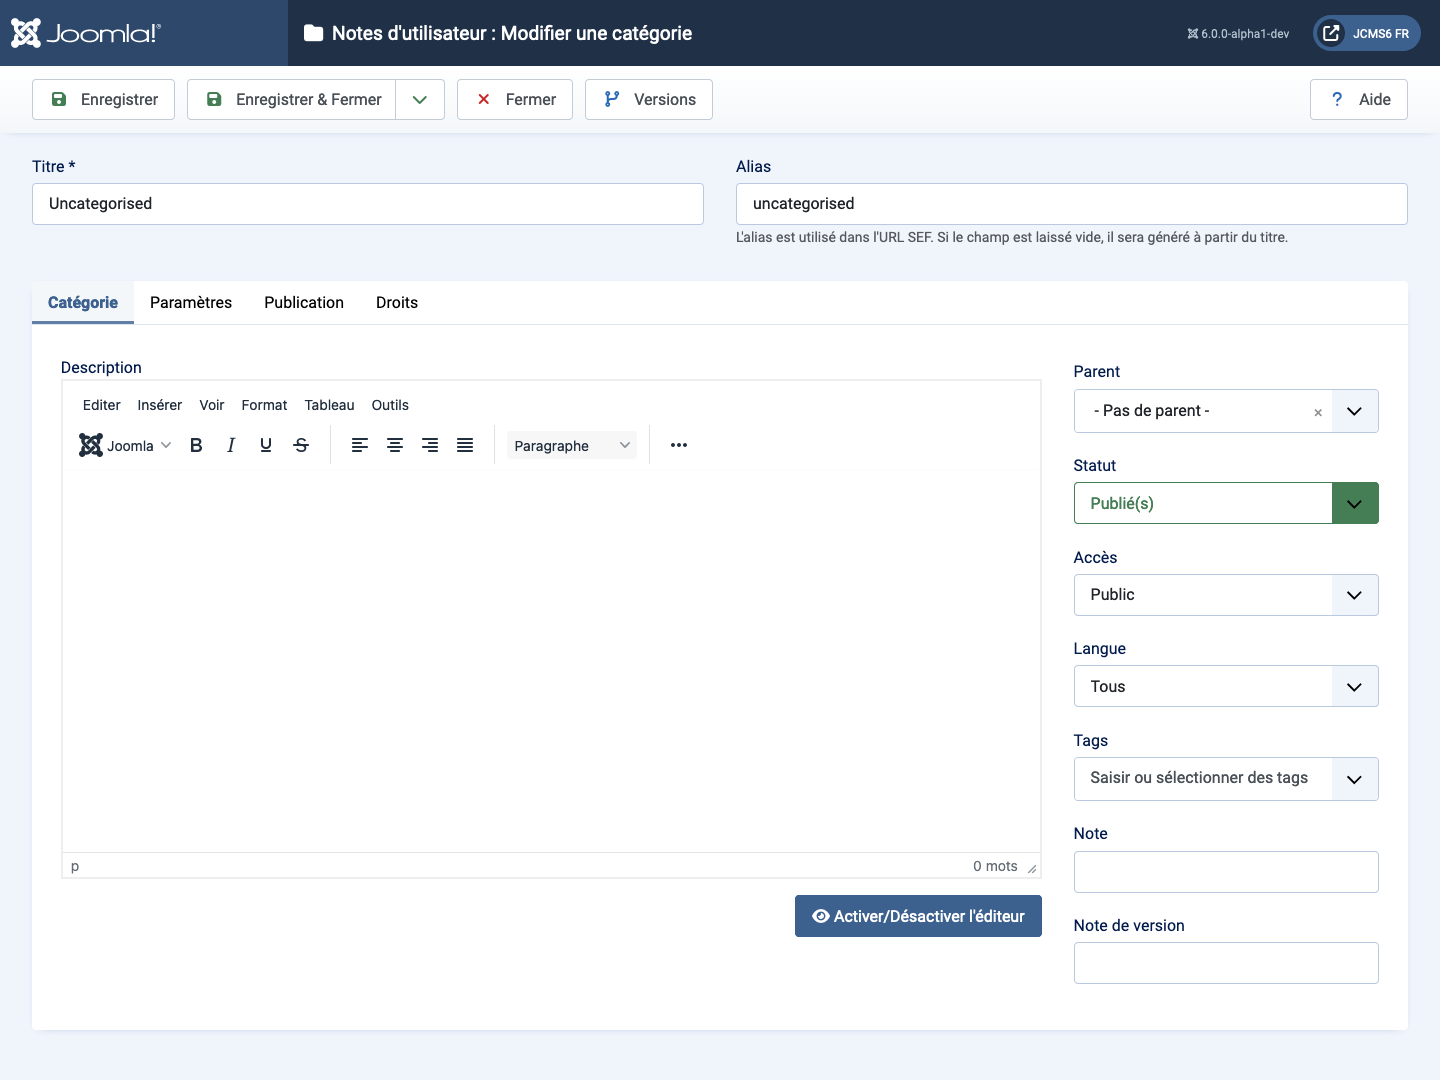 Joomla!®
Notes d'utilisateur : Modifier une catégorie
6.0.0-alpha1-dev
JCMS6 FR
Enregistrer
Enregistrer & Fermer
Fermer
Versions
? Aide
Titre *
Uncategorised
Alias
uncategorised
L'alias est utilisé dans l'URL SEF. Si le champ est laissé vide, il sera généré à partir du titre.
Catégorie
Paramètres
Publication
Droits
Description
Editer Insérer Voir Format Tableau Outils
Joomla B I U S Paragraphe
p
0 mots
Activer/Désactiver l'éditeur
Parent
- Pas de parent - ×
Statut
Publié(s)
Accès
Public
Langue
Tous
Tags
Saisir ou sélectionner des tags
Note
Note de version